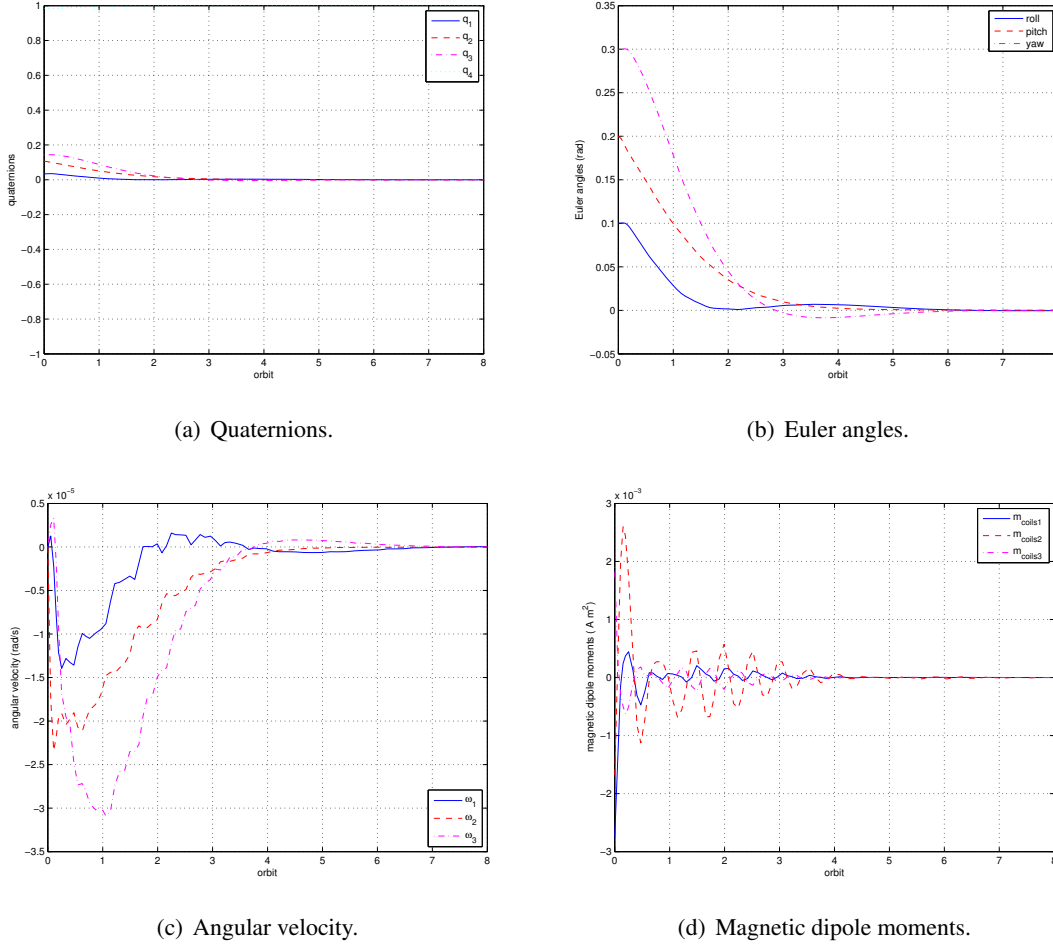 1
0.8
0.6
0.4
0.2
0
−0.2
−0.4
−0.6
−0.8
−1
quaternions
0 1 2 3 4 5 6 7 8
orbit
q1
q2
q3
q4
(a) Quaternions.
0.35
0.3
0.25
0.2
0.15
0.1
0.05
0
−0.05
Euler angles (rad)
0 1 2 3 4 5 6 7 8
orbit
roll
pitch
yaw
(b) Euler angles.
x 10−5
0.5
0
−0.5
−1
−1.5
−2
−2.5
−3
−3.5
angular velocity (rad/s)
0 1 2 3 4 5 6 7 8
orbit
ω1
ω2
ω3
(c) Angular velocity.
x 10−3
3
2
1
0
−1
−2
−3
magnetic dipole moments ( A m2)
0 1 2 3 4 5 6 7 8
orbit
mcoils1
mcoils2
mcoils3
(d) Magnetic dipole moments.